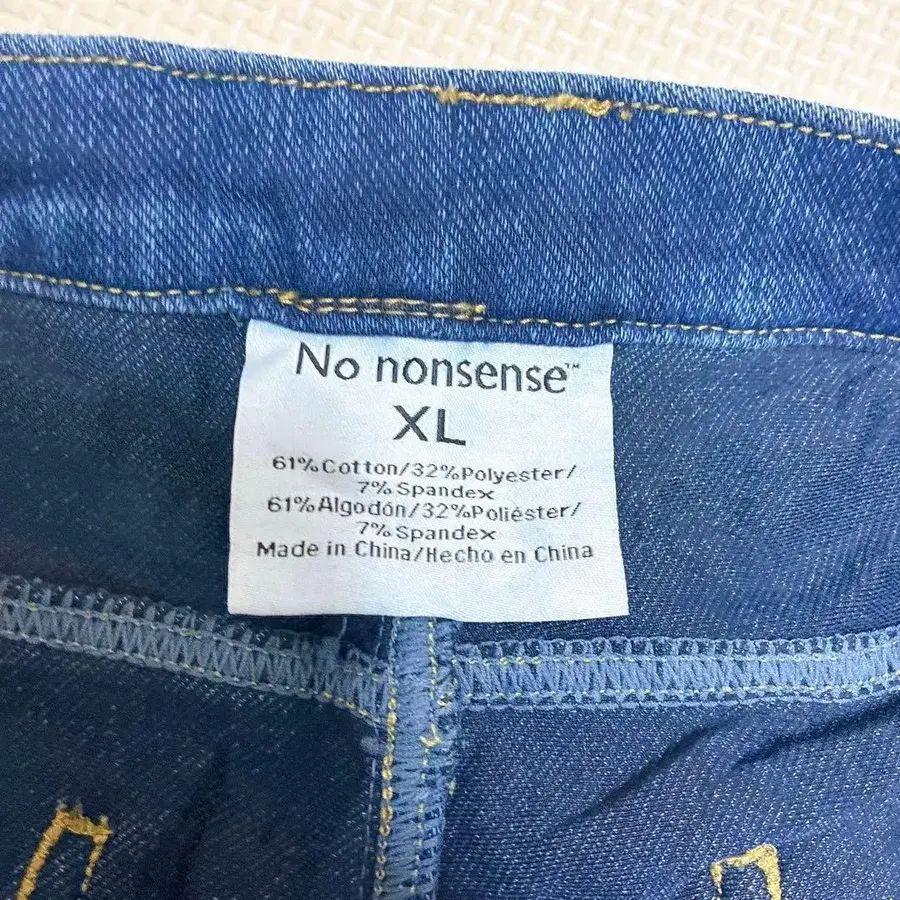 No nonsense™
XL
61%Cotton/32%Polyester/
7%Spandex
61%Algodón/32%Poliéster/
7%Spandex
Made in China/Hecho en China